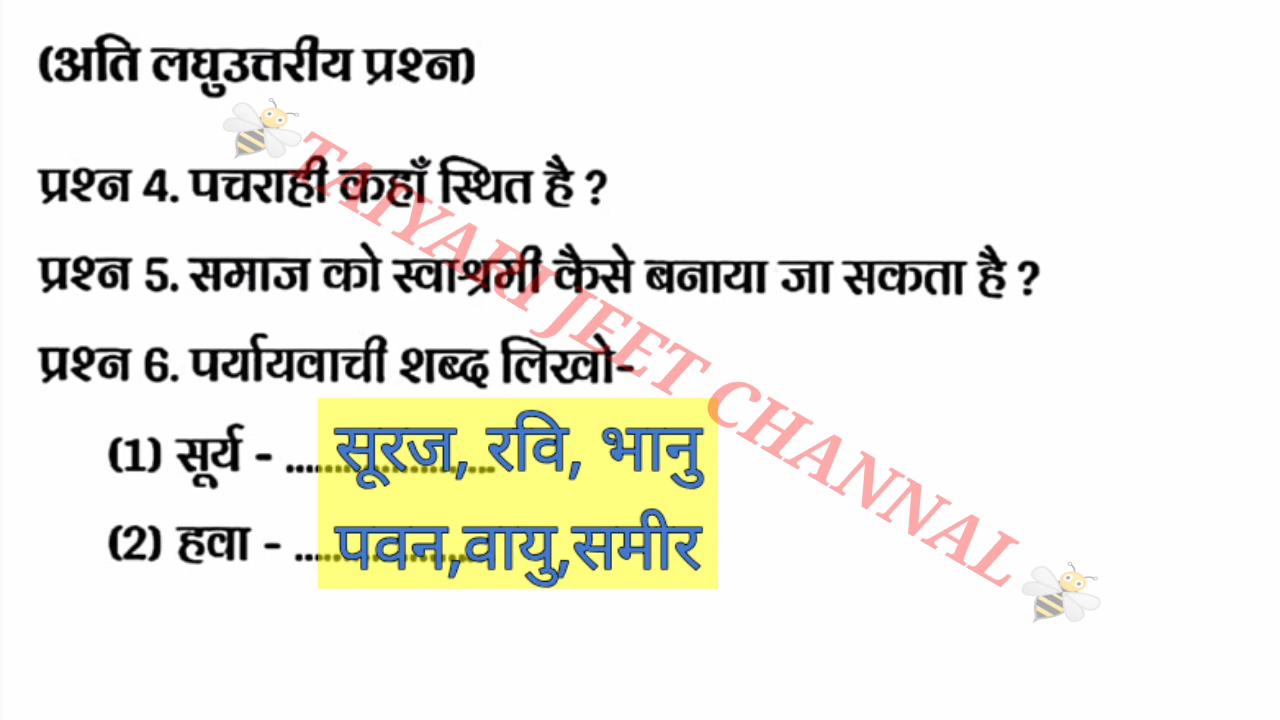 (अति लघुउत्तरीय प्रश्न)
प्रश्न 4. पचराही कहाँ स्थित है ?
प्रश्न 5. समाज को स्वाश्रमी कैसे बनाया जा सकता है ?
प्रश्न 6. पर्यायवाची शब्द लिखो-
(1) सूर्य - .... सूरज, रवि, भानु
(2) हवा - .... पवन,वायु,समीर
TAIYARI JEET CHANNAL